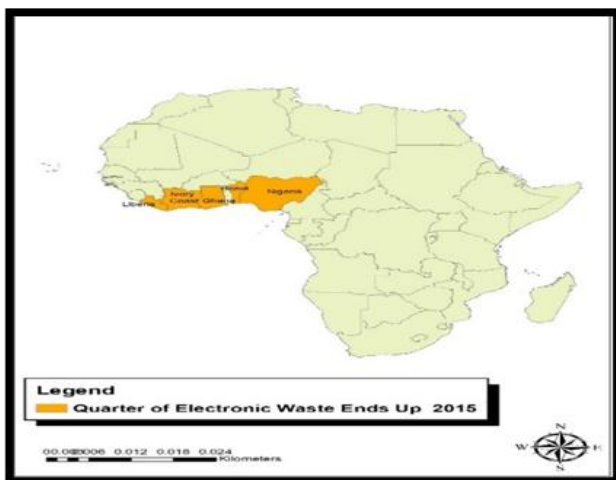 Nigeria
Ivory
Coast Ghana
Liberia
Legend
Quarter of Electronic Waste Ends Up 2015
0.012 0.018 0.024
Kilometers
N
W E
S